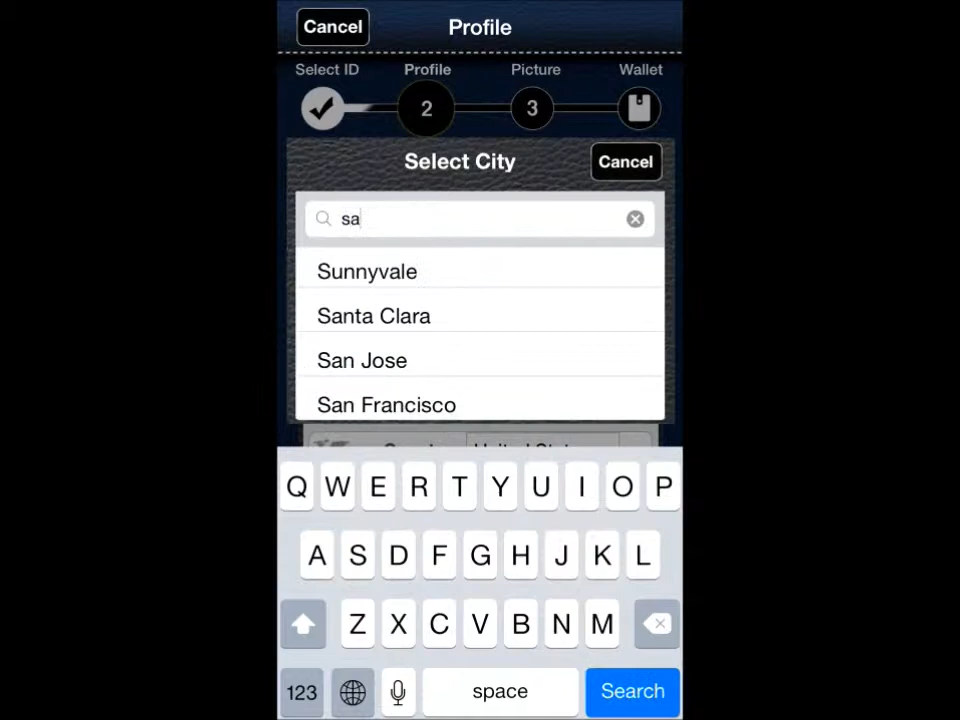 Cancel Profile
Select ID Profile Picture Wallet
2 3
Select City Cancel
sa
Sunnyvale
Santa Clara
San Jose
San Francisco
Q W E R T Y U I O P
A S D F G H J K L
Z X C V B N M
123 space Search